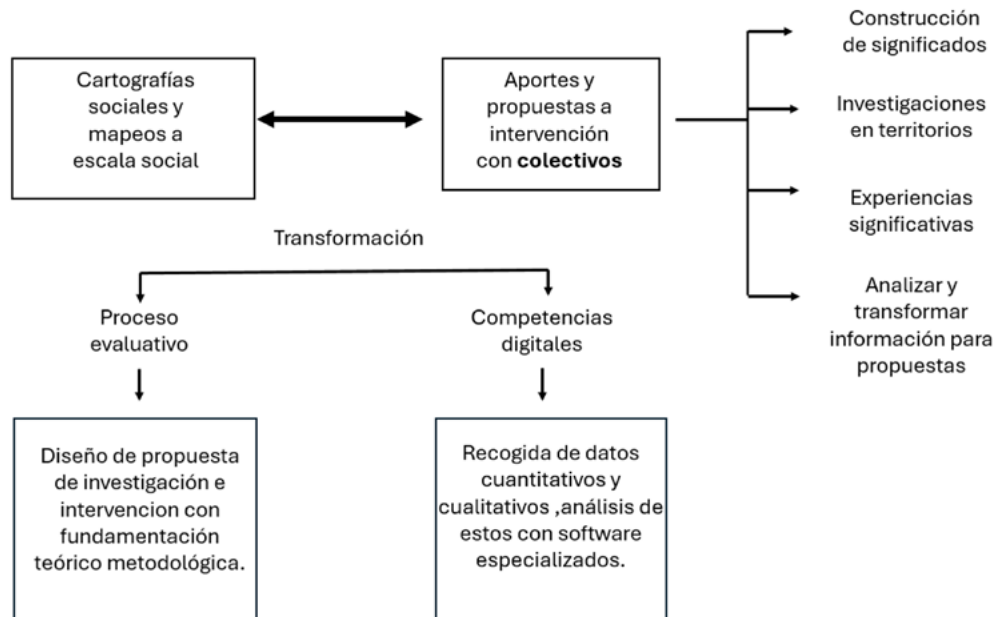 Cartografías
sociales y
mapeos a
escala social
Aportes y
propuestas a
intervención
con colectivos
Construcción
de significados
Investigaciones
en territorios
Experiencias
significativas
Analizar y
transformar
información para
propuestas
Transformación
Proceso
evaluativo
Competencias
digitales
Diseño de propuesta
de investigación e
intervencion con
fundamentación
teórico metodológica.
Recogida de datos
cuantitativos y
cualitativos ,análisis de
estos con software
especializados.